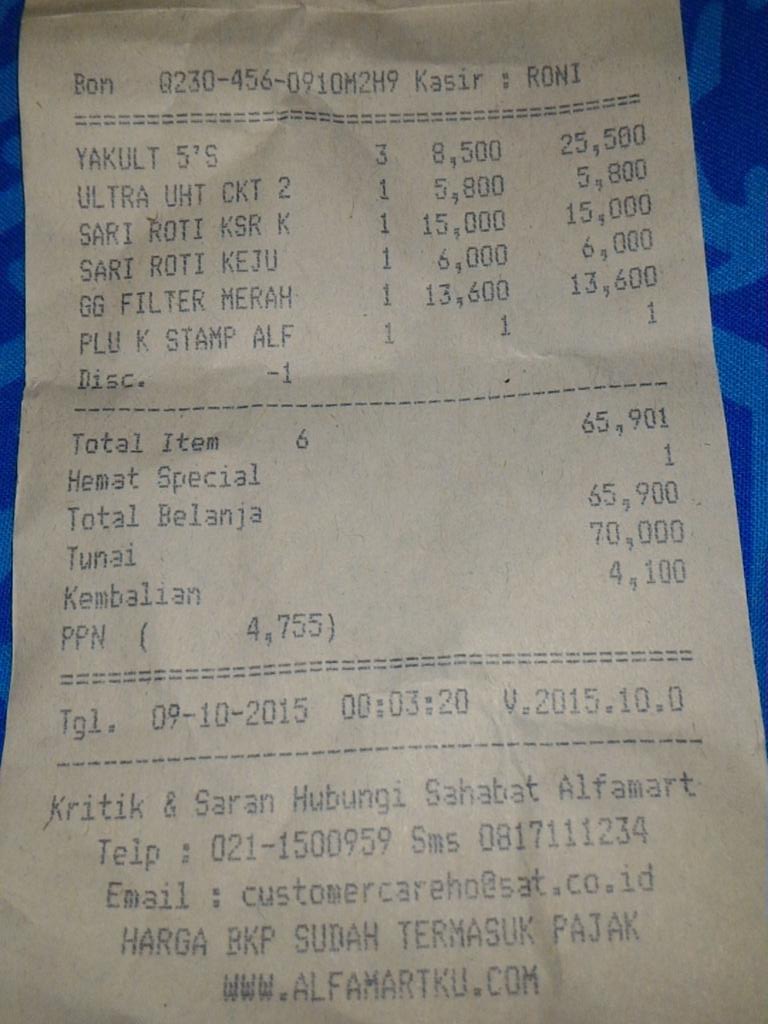 Bon 0230-456-0910M2H9 Kasir : RONI
YAKULT 5'S 3 8,500 25,500
ULTRA UHT CKT 2 1 5,800 5,800
SARI ROTI KSR K 1 15,000 15,000
SARI ROTI KEJU 1 6,000 6,000
GG FILTER MERAH 1 13,600 13,600
PLU K STAMP ALF 1 1 1
Disc. -1
Total Item 6 65,901
Hemat Special 1
Total Belanja 65,900
Tunai 70,000
Kembalian 4,100
PPN ( 4,755)
Tgl. 09-10-2015 00:03:20 V.2015.10.0
Kritik & Saran Hubungi Sahabat Alfamart
Telp : 021-1500959 Sms 0817111234
Email : customercareho@sat.co.id
HARGA BKP SUDAH TERMASUK PAJAK
WWW.ALFAMARTKU.COM